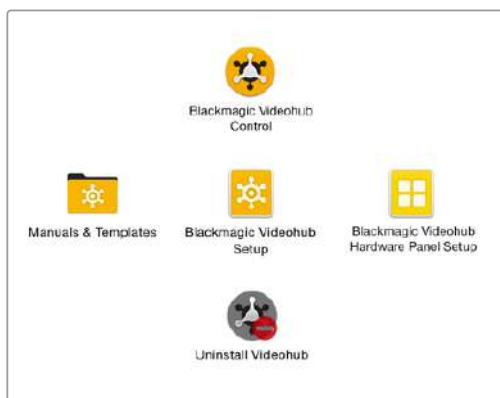 Blackmagic Videohub
Control
Manuals & Templates
Blackmagic Videohub
Setup
Blackmagic Videohub
Hardware Panel Setup
Uninstall Videohub